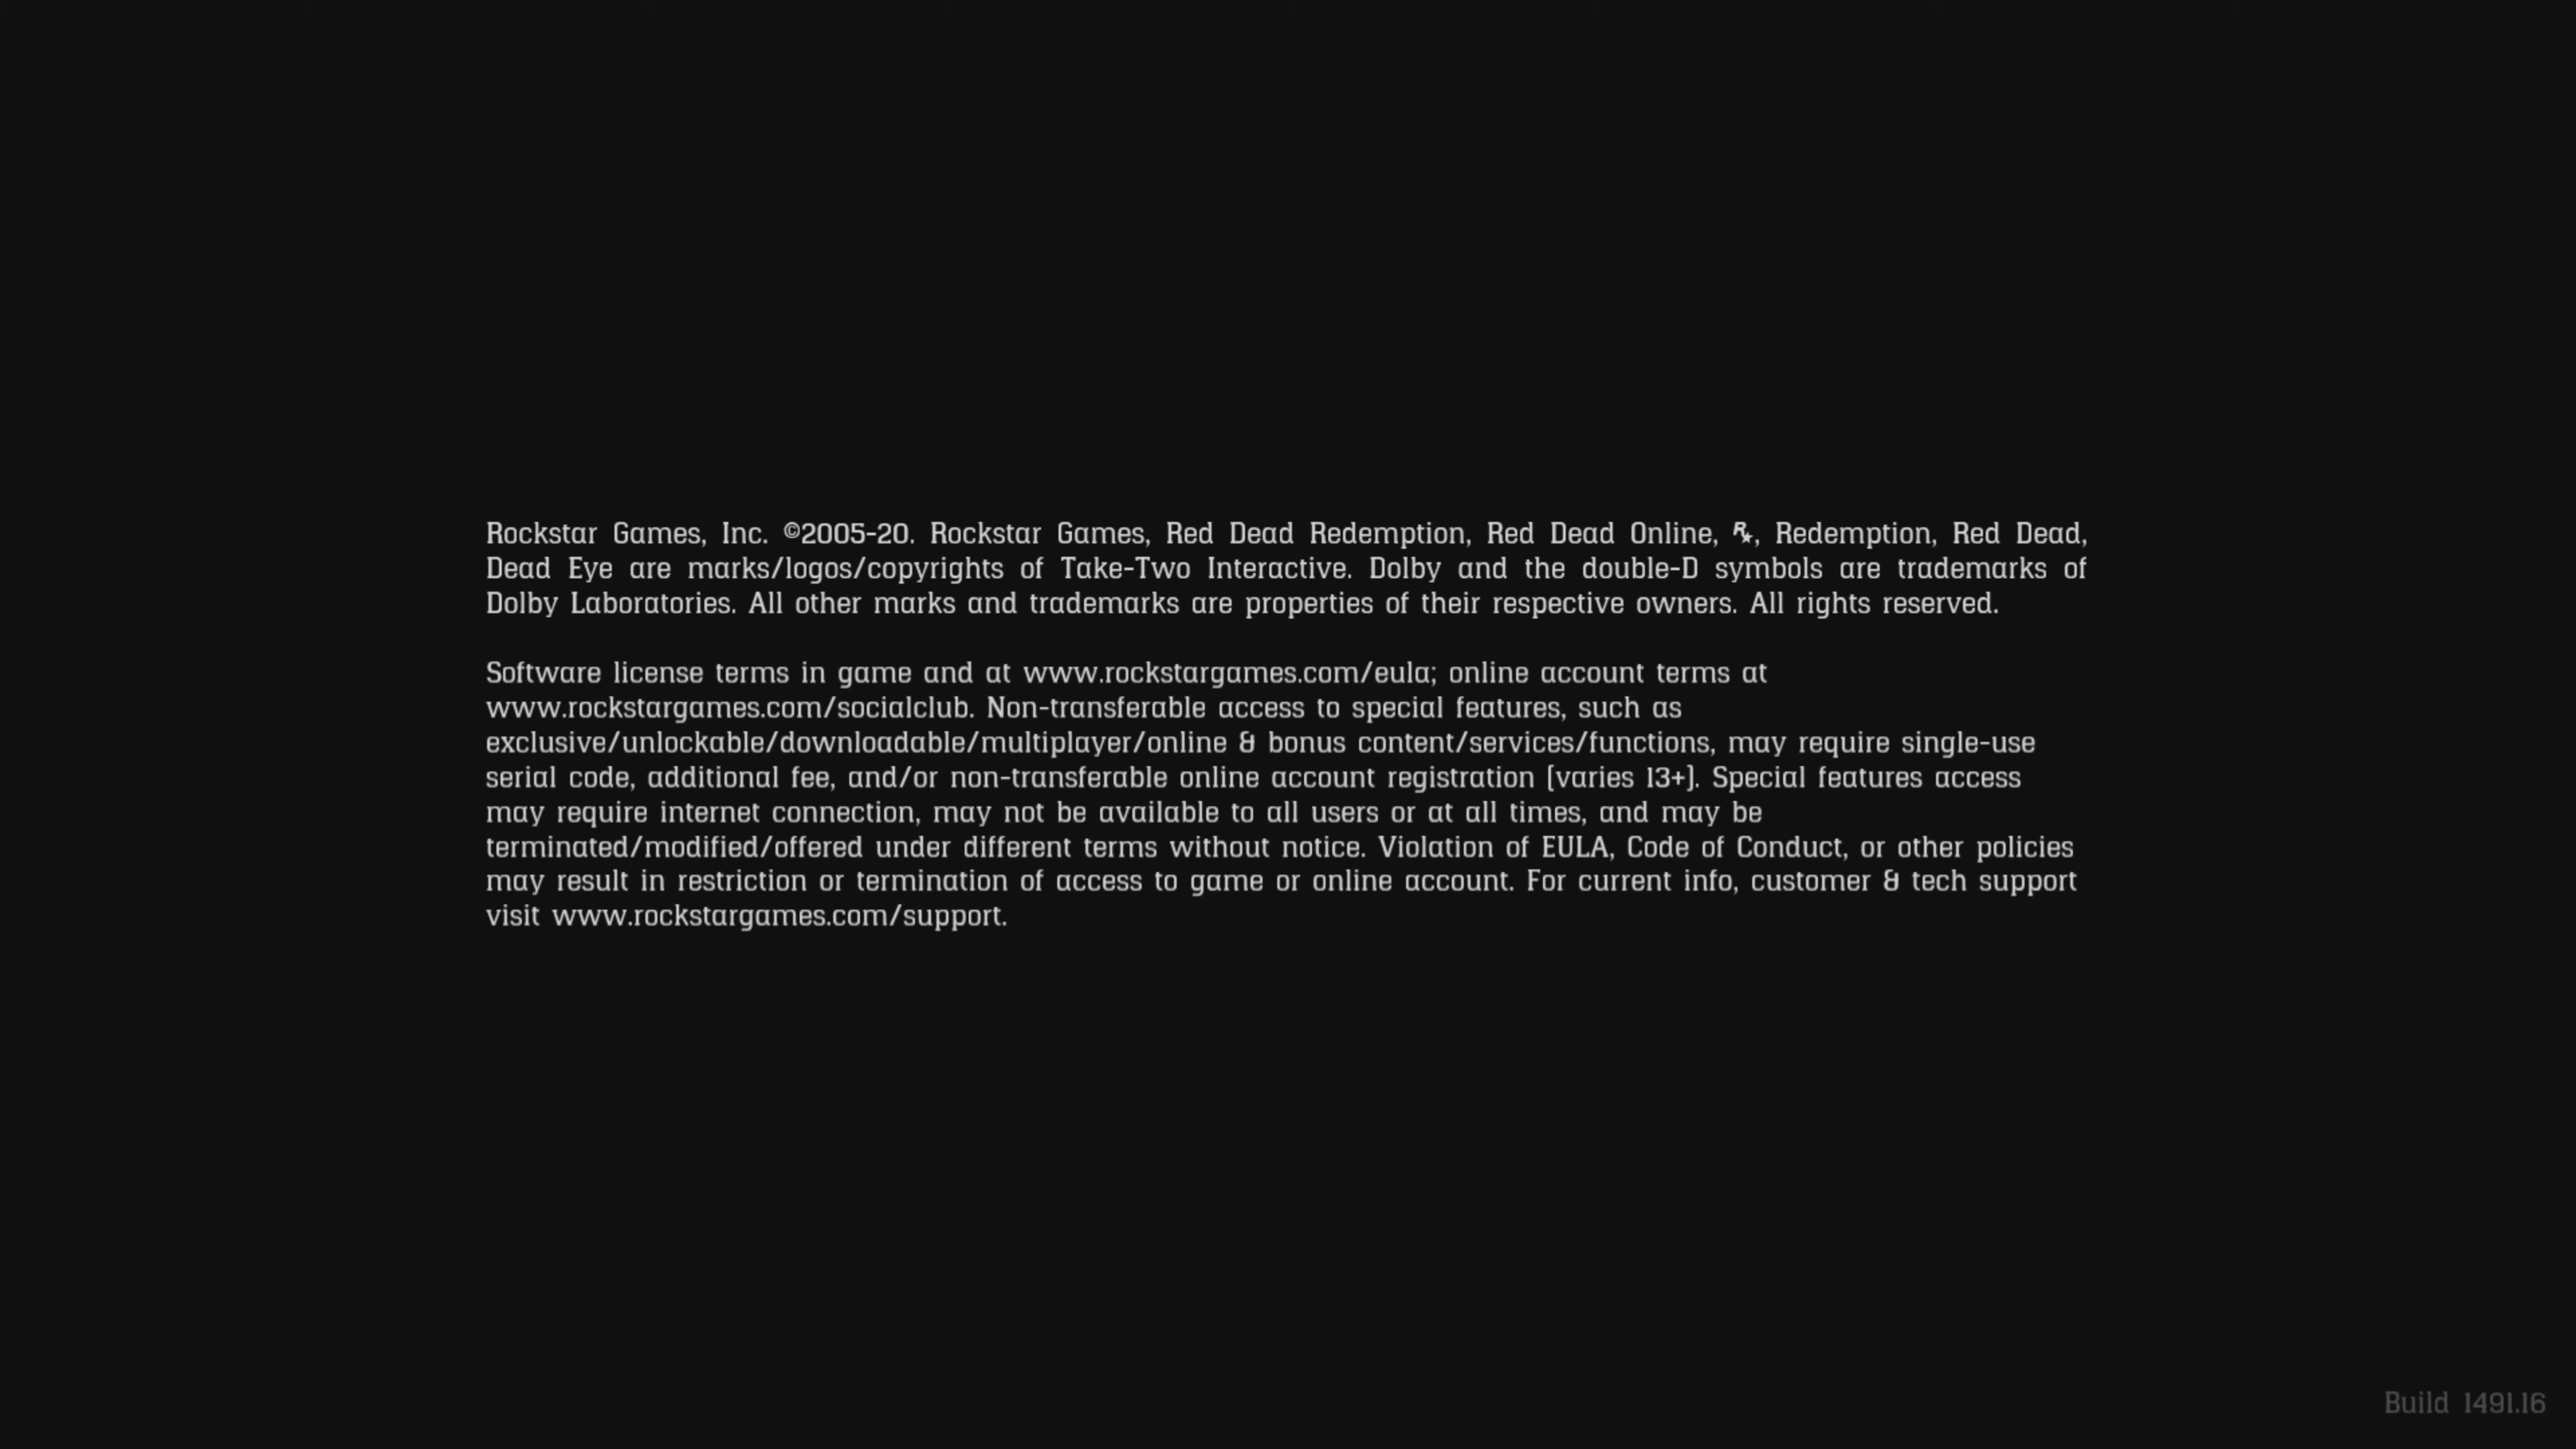 Rockstar Games, Inc. ©2005-20. Rockstar Games, Red Dead Redemption, Red Dead Online, R★, Redemption, Red Dead,
Dead Eye are marks/logos/copyrights of Take-Two Interactive. Dolby and the double-D symbols are trademarks of
Dolby Laboratories. All other marks and trademarks are properties of their respective owners. All rights reserved.
Software license terms in game and at www.rockstargames.com/eula; online account terms at
www.rockstargames.com/socialclub. Non-transferable access to special features, such as
exclusive/unlockable/downloadable/multiplayer/online & bonus content/services/functions, may require single-use
serial code, additional fee, and/or non-transferable online account registration (varies 13+). Special features access
may require internet connection, may not be available to all users or at all times, and may be
terminated/modified/offered under different terms without notice. Violation of EULA, Code of Conduct, or other policies
may result in restriction or termination of access to game or online account. For current info, customer & tech support
visit www.rockstargames.com/support.
Build 1491.16